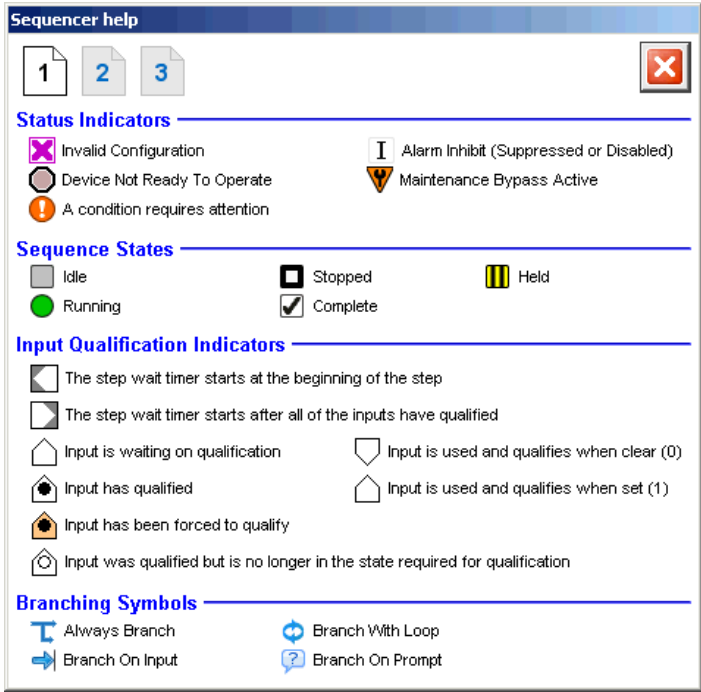 Sequencer help
1 2 3
Status Indicators
Invalid Configuration I Alarm Inhibit (Suppressed or Disabled)
Device Not Ready To Operate Maintenance Bypass Active
! A condition requires attention
Sequence States
Idle Stopped Held
Running Complete
Input Qualification Indicators
The step wait timer starts at the beginning of the step
The step wait timer starts after all of the inputs have qualified
Input is waiting on qualification Input is used and qualifies when clear (0)
Input has qualified Input is used and qualifies when set (1)
Input has been forced to qualify
Input was qualified but is no longer in the state required for qualification
Branching Symbols
Always Branch Branch With Loop
Branch On Input ? Branch On Prompt